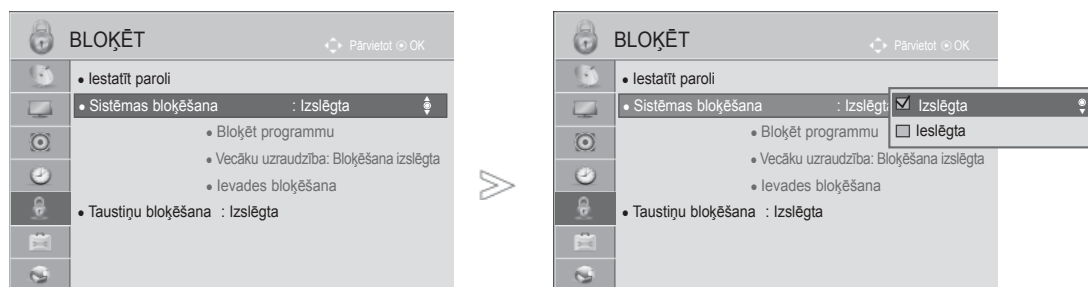 BLOĶĒT
Pārvietot ⦿ OK
• Iestatīt paroli
• Sistēmas bloķēšana : Izslēgta
• Bloķēt programmu
• Vecāku uzraudzība: Bloķēšana izslēgta
• Ievades bloķēšana
• Taustiņu bloķēšana : Izslēgta
>>
BLOĶĒT
Pārvietot ⦿ OK
• Iestatīt paroli
• Sistēmas bloķēšana : Izslēgta
Izslēgta
Ieslēgta
• Bloķēt programmu
• Vecāku uzraudzība: Bloķēšana izslēgta
• Ievades bloķēšana
• Taustiņu bloķēšana : Izslēgta